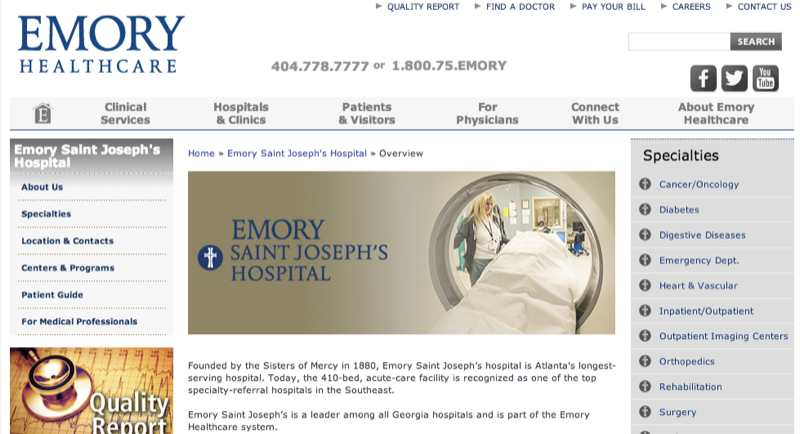 QUALITY REPORT FIND A DOCTOR PAY YOUR BILL CAREERS CONTACT US
EMORY
HEALTHCARE
SEARCH
404.778.7777 or 1.800.75.EMORY
f
You
Tube
E
Clinical
Services
Hospitals
& Clinics
Patients
& Visitors
For
Physicians
Connect
With Us
About Emory
Healthcare
Emory Saint Joseph's
Hospital
About Us
Specialties
Location & Contacts
Centers & Programs
Patient Guide
For Medical Professionals
Quality
Report
Home » Emory Saint Joseph's Hospital » Overview
EMORY
SAINT JOSEPH'S
HOSPITAL
Founded by the Sisters of Mercy in 1880, Emory Saint Joseph's hospital is Atlanta's longest-
serving hospital. Today, the 410-bed, acute-care facility is recognized as one of the top
specialty-referral hospitals in the Southeast.
Emory Saint Joseph's is a leader among all Georgia hospitals and is part of the Emory
Healthcare system.
Specialties
Cancer/Oncology
Diabetes
Digestive Diseases
Emergency Dept.
Heart & Vascular
Inpatient/Outpatient
Outpatient Imaging Centers
Orthopedics
Rehabilitation
Surgery